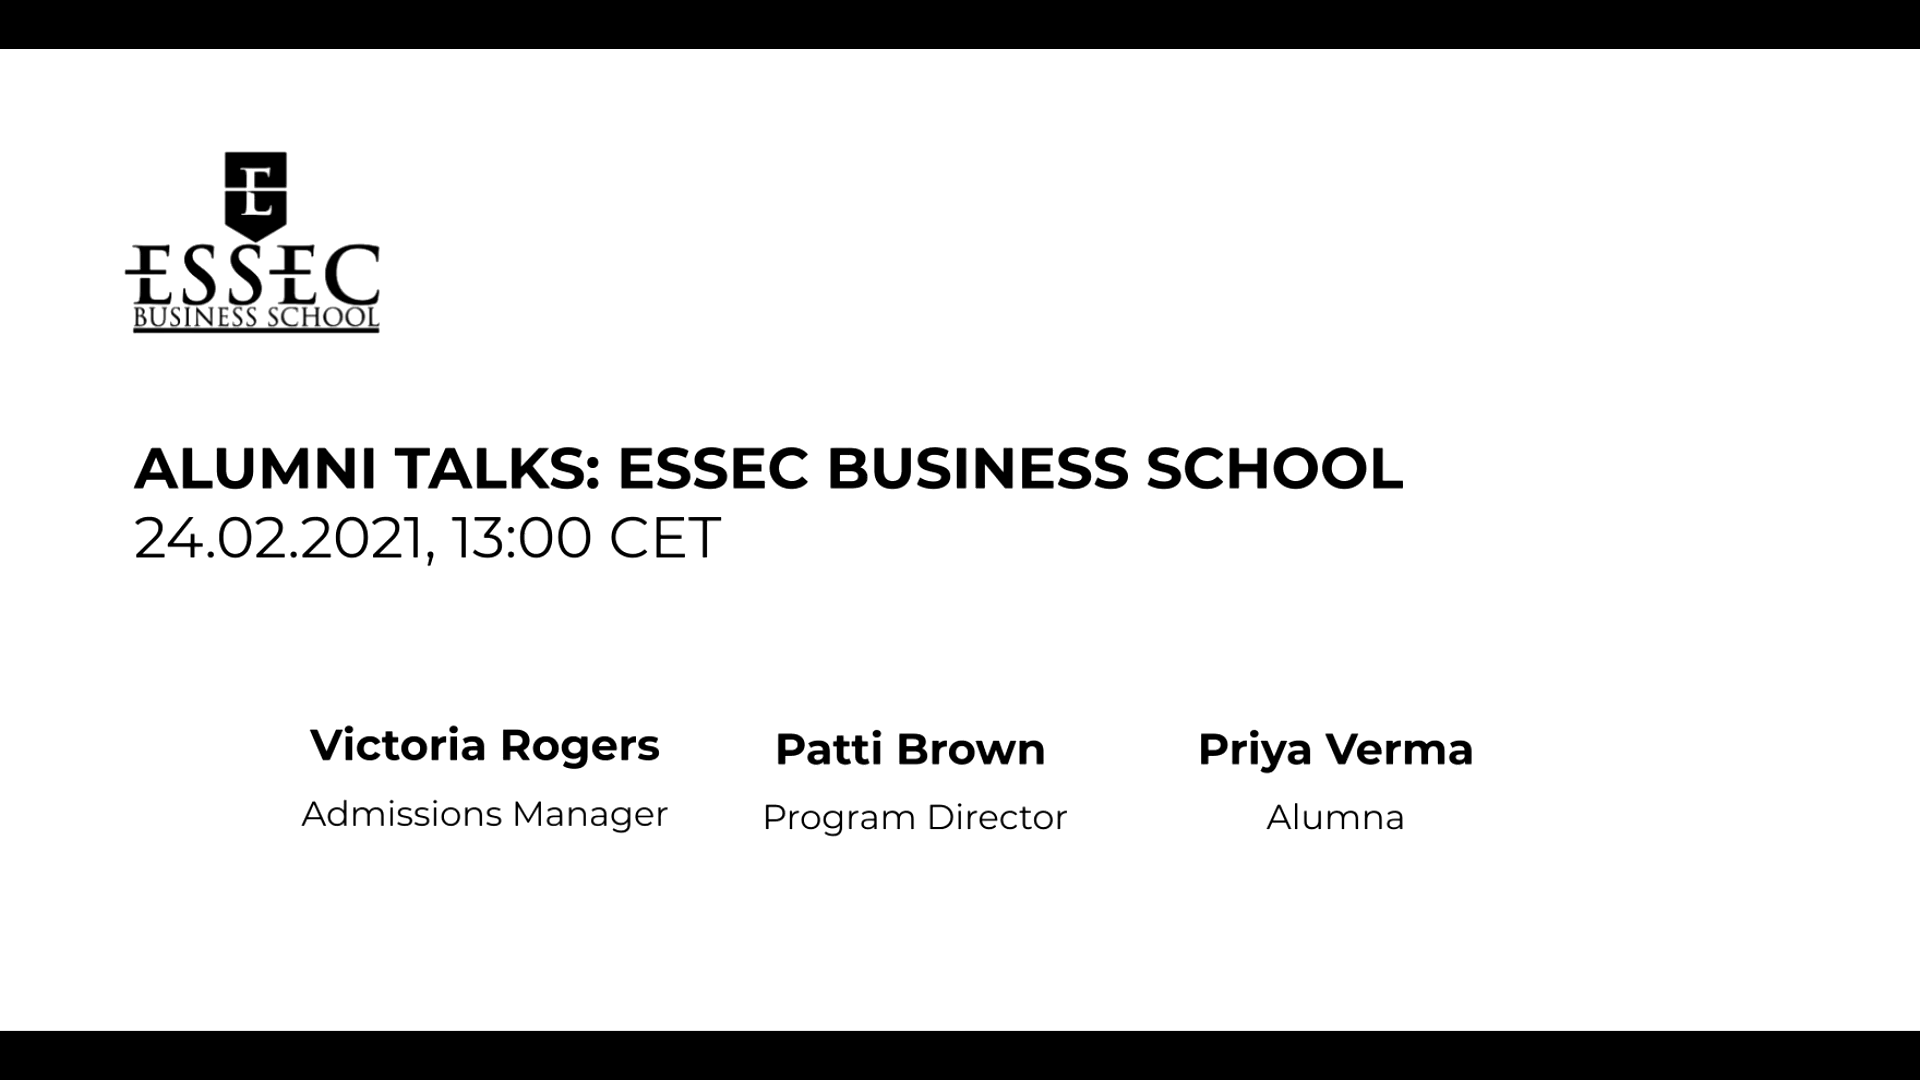 E
ESSEC
BUSINESS SCHOOL
ALUMNI TALKS: ESSEC BUSINESS SCHOOL
24.02.2021, 13:00 CET
Victoria Rogers
Admissions Manager
Patti Brown
Program Director
Priya Verma
Alumna